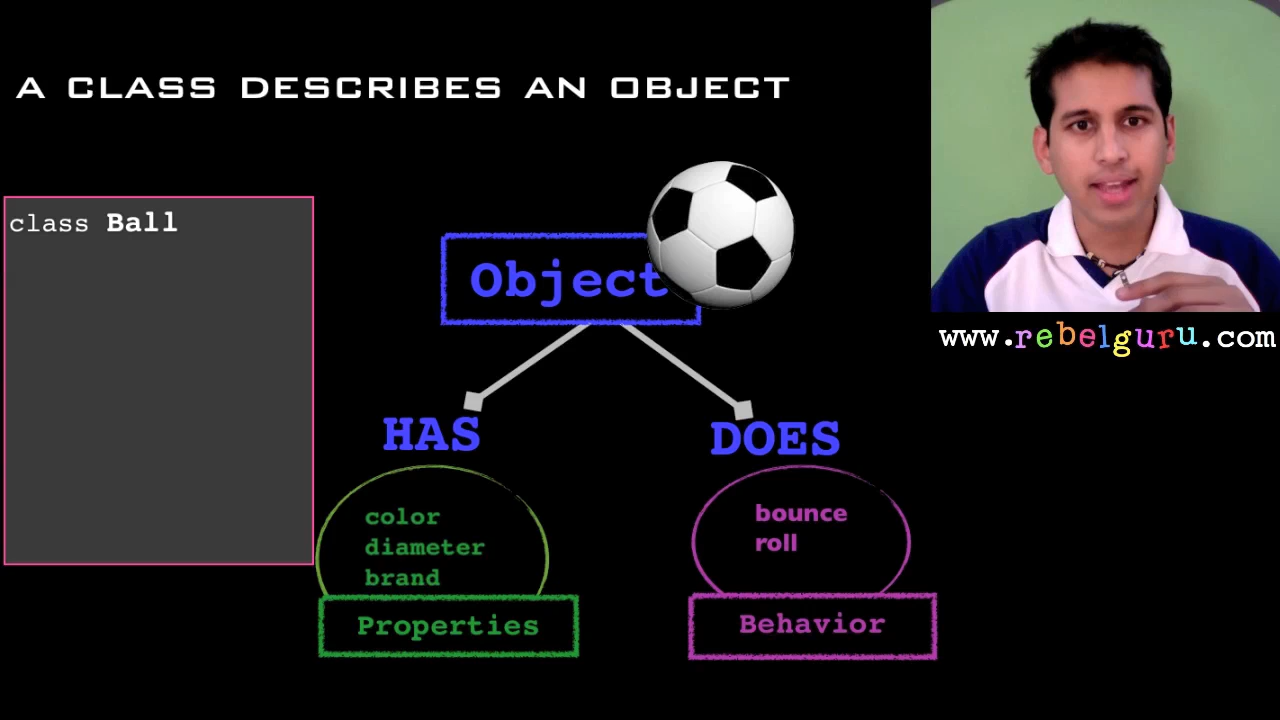 A CLASS DESCRIBES AN OBJECT
class Ball
Object
www.rebelguru.com
HAS
DOES
color
diameter
brand
bounce
roll
Properties
Behavior